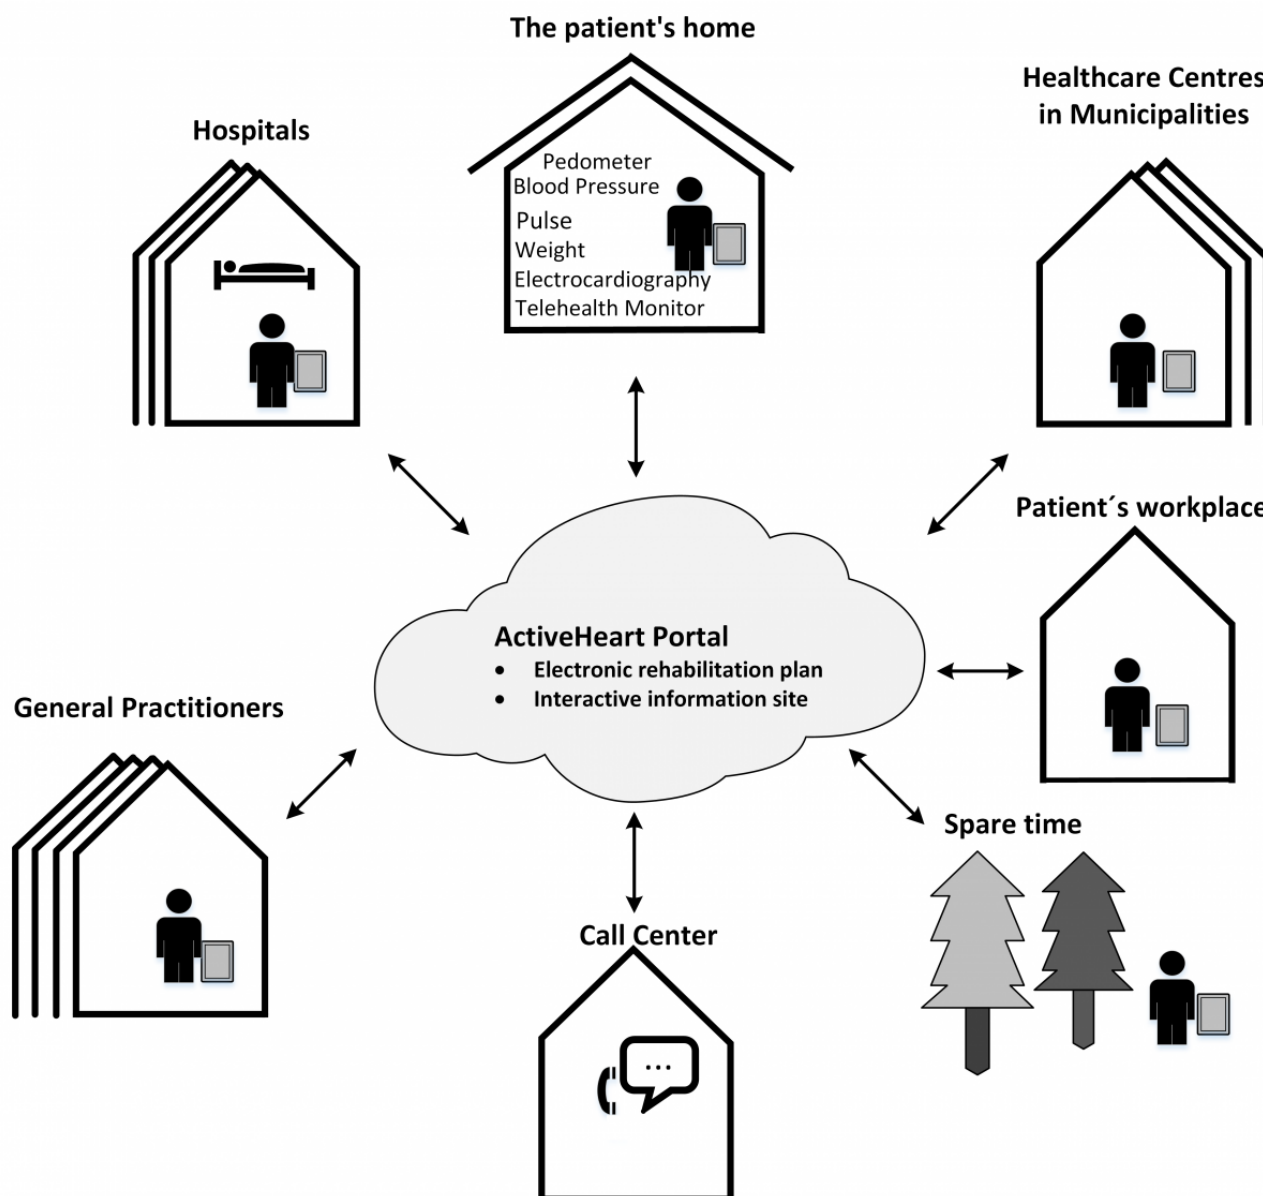 The patient's home
Healthcare Centres
in Municipalities
Hospitals
Pedometer
Blood Pressure
Pulse
Weight
Electrocardiography
Telehealth Monitor
Patient´s workplace
ActiveHeart Portal
• Electronic rehabilitation plan
• Interactive information site
General Practitioners
Spare time
Call Center
...